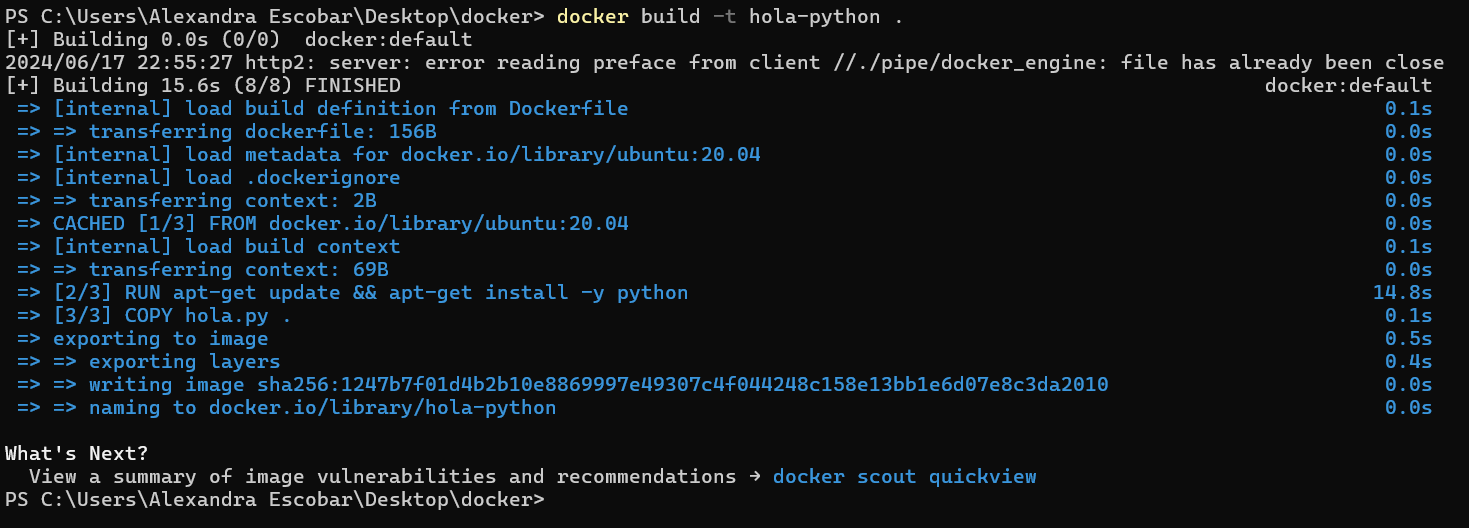 PS C:\Users\Alexandra Escobar\Desktop\docker> docker build -t hola-python .
[+] Building 0.0s (0/0)  docker:default
2024/06/17 22:55:27 http2: server: error reading preface from client //./pipe/docker_engine: file has already been close
[+] Building 15.6s (8/8) FINISHED docker:default
=> [internal] load build definition from Dockerfile 0.1s
=> => transferring dockerfile: 156B 0.0s
=> [internal] load metadata for docker.io/library/ubuntu:20.04 0.0s
=> [internal] load .dockerignore 0.0s
=> => transferring context: 2B 0.0s
=> CACHED [1/3] FROM docker.io/library/ubuntu:20.04 0.0s
=> [internal] load build context 0.1s
=> => transferring context: 69B 0.0s
=> [2/3] RUN apt-get update && apt-get install -y python 14.8s
=> [3/3] COPY hola.py . 0.1s
=> exporting to image 0.5s
=> => exporting layers 0.4s
=> => writing image sha256:1247b7f01d4b2b10e8869997e49307c4f044248c158e13bb1e6d07e8c3da2010 0.0s
=> => naming to docker.io/library/hola-python 0.0s
What's Next?
View a summary of image vulnerabilities and recommendations → docker scout quickview
PS C:\Users\Alexandra Escobar\Desktop\docker>